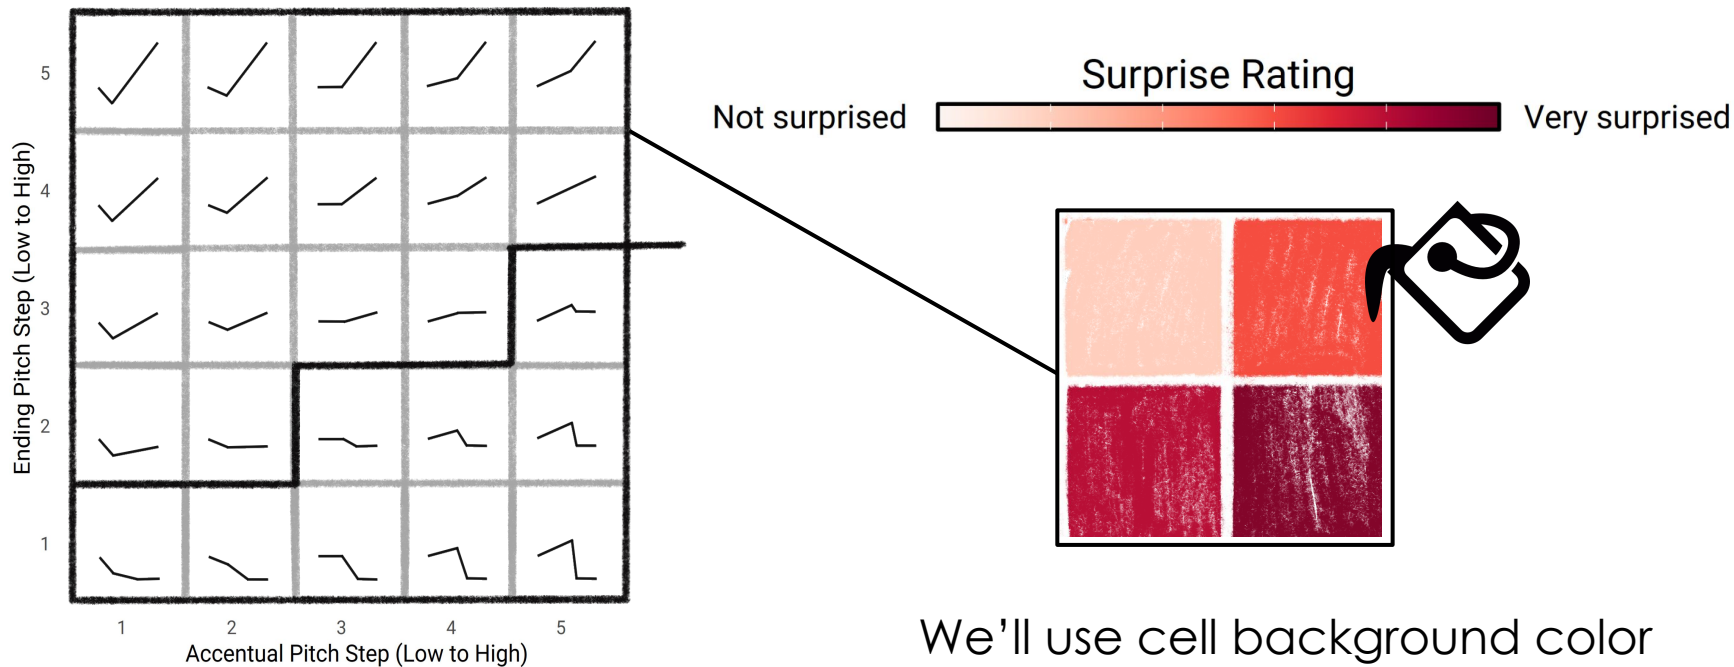 Surprise Rating
Not surprised
Very surprised
Ending Pitch Step (Low to High)
5
4
3
2
1
1 2 3 4 5
Accentual Pitch Step (Low to High)
We’ll use cell background color